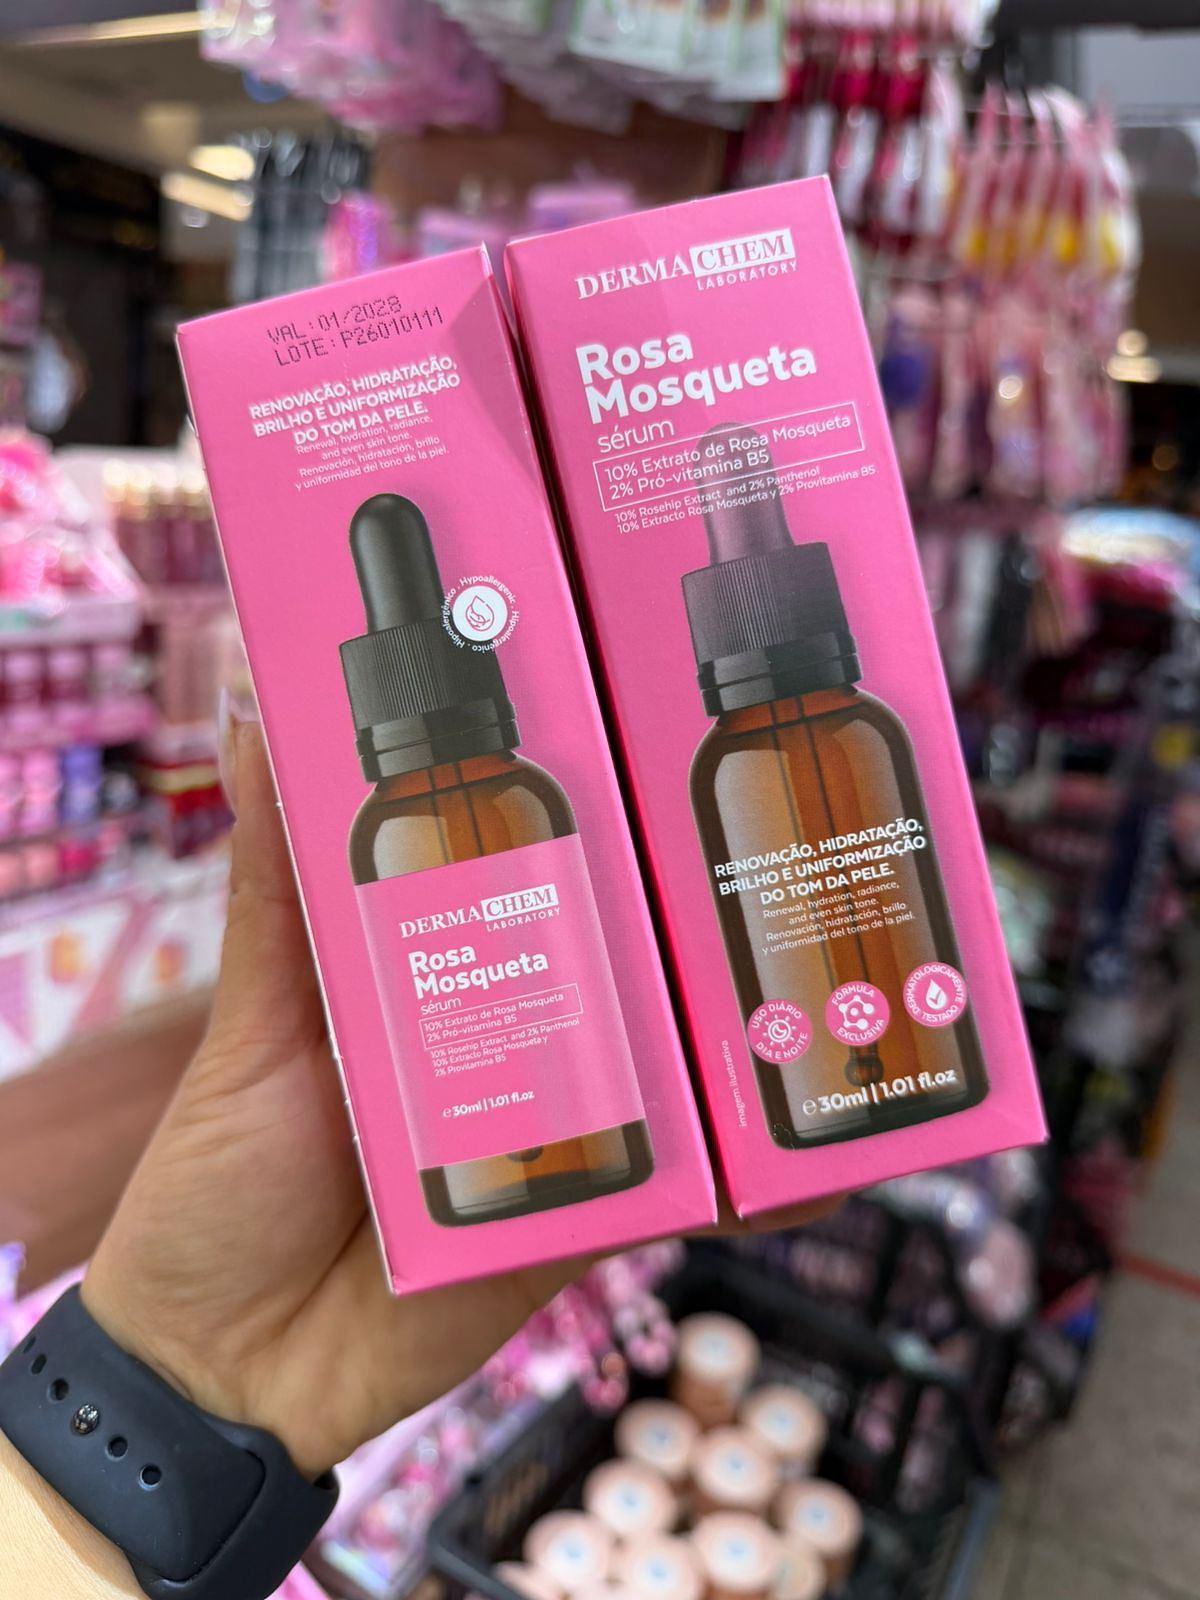 VAL: 01/2028
LOTE: P26010111
RENOVAÇÃO, HIDRATAÇÃO,
BRILHO E UNIFORMIZAÇÃO
DO TOM DA PELE.
Renewal, hydration, radiance,
and even skin tone.
Renovación, hidratación, brillo
y uniformidad del tono de la piel.
Hipoalergênico · Hypoallergenic · Hipoalergénico ·
DERMACHEM
LABORATORY
Rosa
Mosqueta
sérum
10% Extrato de Rosa Mosqueta
2% Pró-vitamina B5
10% Rosehip Extract and 2% Panthenol
10% Extracto Rosa Mosqueta y
2% Provitamina B5
℮ 30ml | 1.01 fl.oz
DERMACHEM
LABORATORY
Rosa
Mosqueta
sérum
10% Extrato de Rosa Mosqueta
2% Pró-vitamina B5
10% Rosehip Extract and 2% Panthenol
10% Extracto Rosa Mosqueta y 2% Provitamina B5
RENOVAÇÃO, HIDRATAÇÃO,
BRILHO E UNIFORMIZAÇÃO
DO TOM DA PELE.
Renewal, hydration, radiance,
and even skin tone.
Renovación, hidratación, brillo
y uniformidad del tono de la piel.
USO DIÁRIO
DIA E NOITE
FÓRMULA
EXCLUSIVA
DERMATOLOGICAMENTE
TESTADO
imagem ilustrativa
℮ 30ml | 1.01 fl.oz